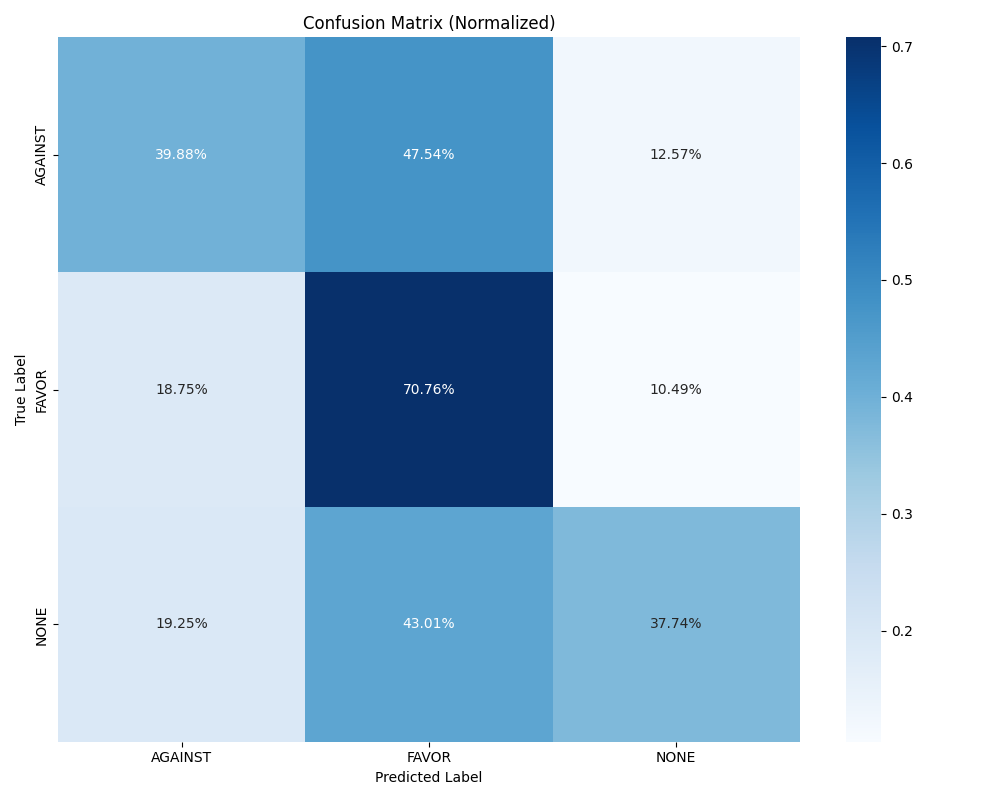 Confusion Matrix (Normalized)
True Label
AGAINST
39.88% 47.54% 12.57%
FAVOR
18.75% 70.76% 10.49%
NONE
19.25% 43.01% 37.74%
AGAINST FAVOR NONE
Predicted Label
0.7
0.6
0.5
0.4
0.3
0.2